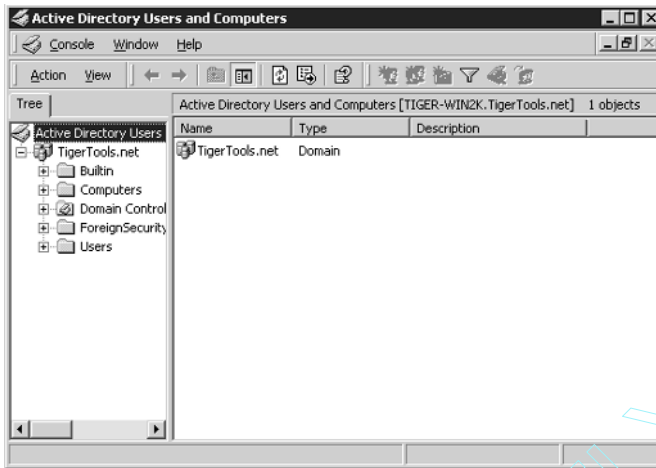 Active Directory Users and Computers
Console Window Help
Action View
Tree
Active Directory Users and Computers [TIGER-WIN2K.TigerTools.net] 1 objects
Active Directory Users
TigerTools.net
Builtin
Computers
Domain Control
ForeignSecurity
Users
Name Type Description
TigerTools.net Domain